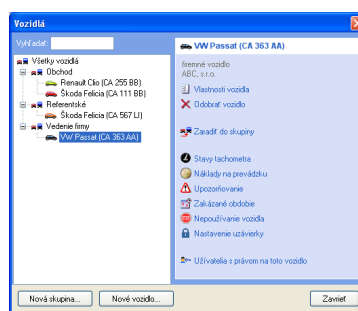 Vozidlá
Vyhľadať:
Všetky vozidlá
Obchod
Renault Clio (CA 255 BB)
Škoda Felicia (CA 111 BB)
Referentské
Škoda Felicia (CA 567 LI)
Vedenie firmy
VW Passat (CA 363 AA)
VW Passat (CA 363 AA)
firemné vozidlo
ABC, s.r.o.
Vlastnosti vozidla
Odobrať vozidlo
Zaradiť do skupiny
Stavy tachometra
Náklady na prevádzku
Upozorňovanie
Zakázané obdobie
Nepoužívanie vozidla
Nastavenie uzávierky
Užívatelia s právom na toto vozidlo
Nová skupina...
Nové vozidlo...
Zavrieť